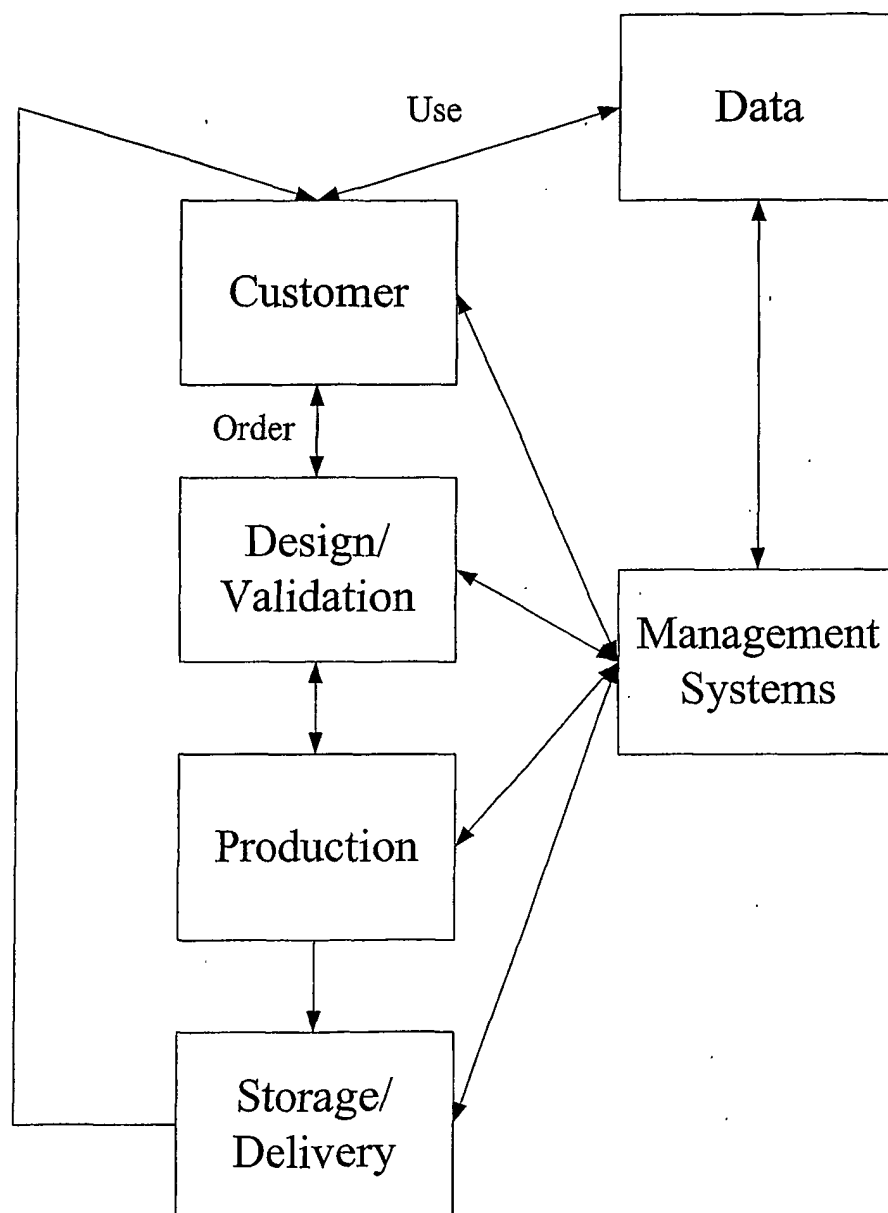 Use
Data
Customer
Order
Design/
Validation
Management
Systems
Production
Storage/
Delivery